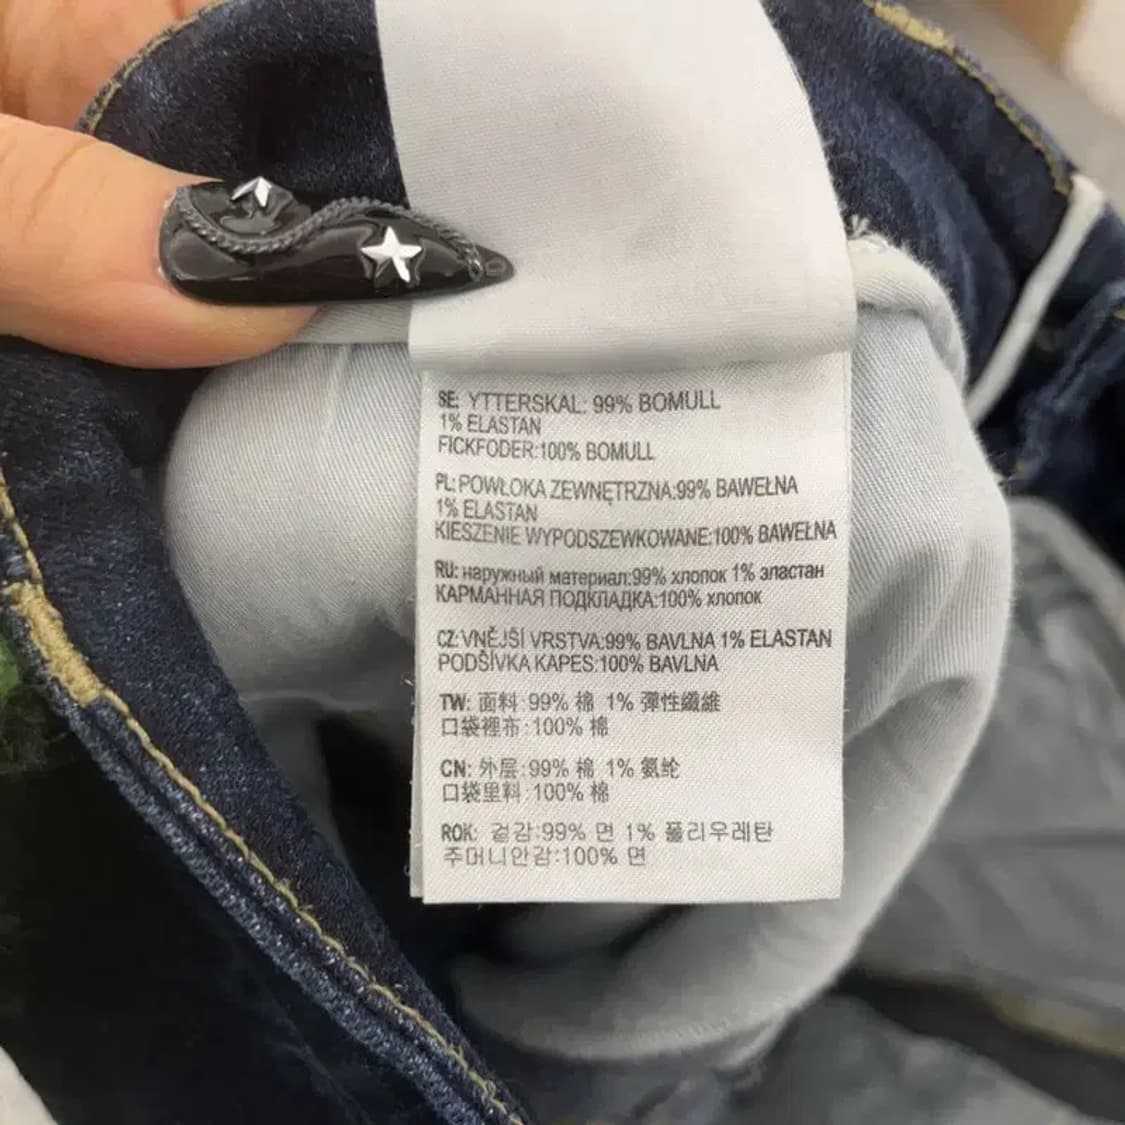 SE: YTTERSKAL: 99% BOMULL
1% ELASTAN
FICKFODER:100% BOMULL
PL: POWŁOKA ZEWNĘTRZNA:99% BAWEŁNA
1% ELASTAN
KIESZENIE WYPODSZEWKOWANE:100% BAWEŁNA
RU: наружный материал:99% хлопок 1% эластан
КАРМАННАЯ ПОДКЛАДКА:100% хлопок
CZ: VNĚJŠÍ VRSTVA:99% BAVLNA 1% ELASTAN
PODŠÍVKA KAPES:100% BAVLNA
TW: 面料:99% 棉 1% 彈性纖維
口袋裡布:100% 棉
CN: 外层:99% 棉 1% 氨纶
口袋里料:100% 棉
ROK: 겉감:99% 면 1% 폴리우레탄
주머니안감:100% 면